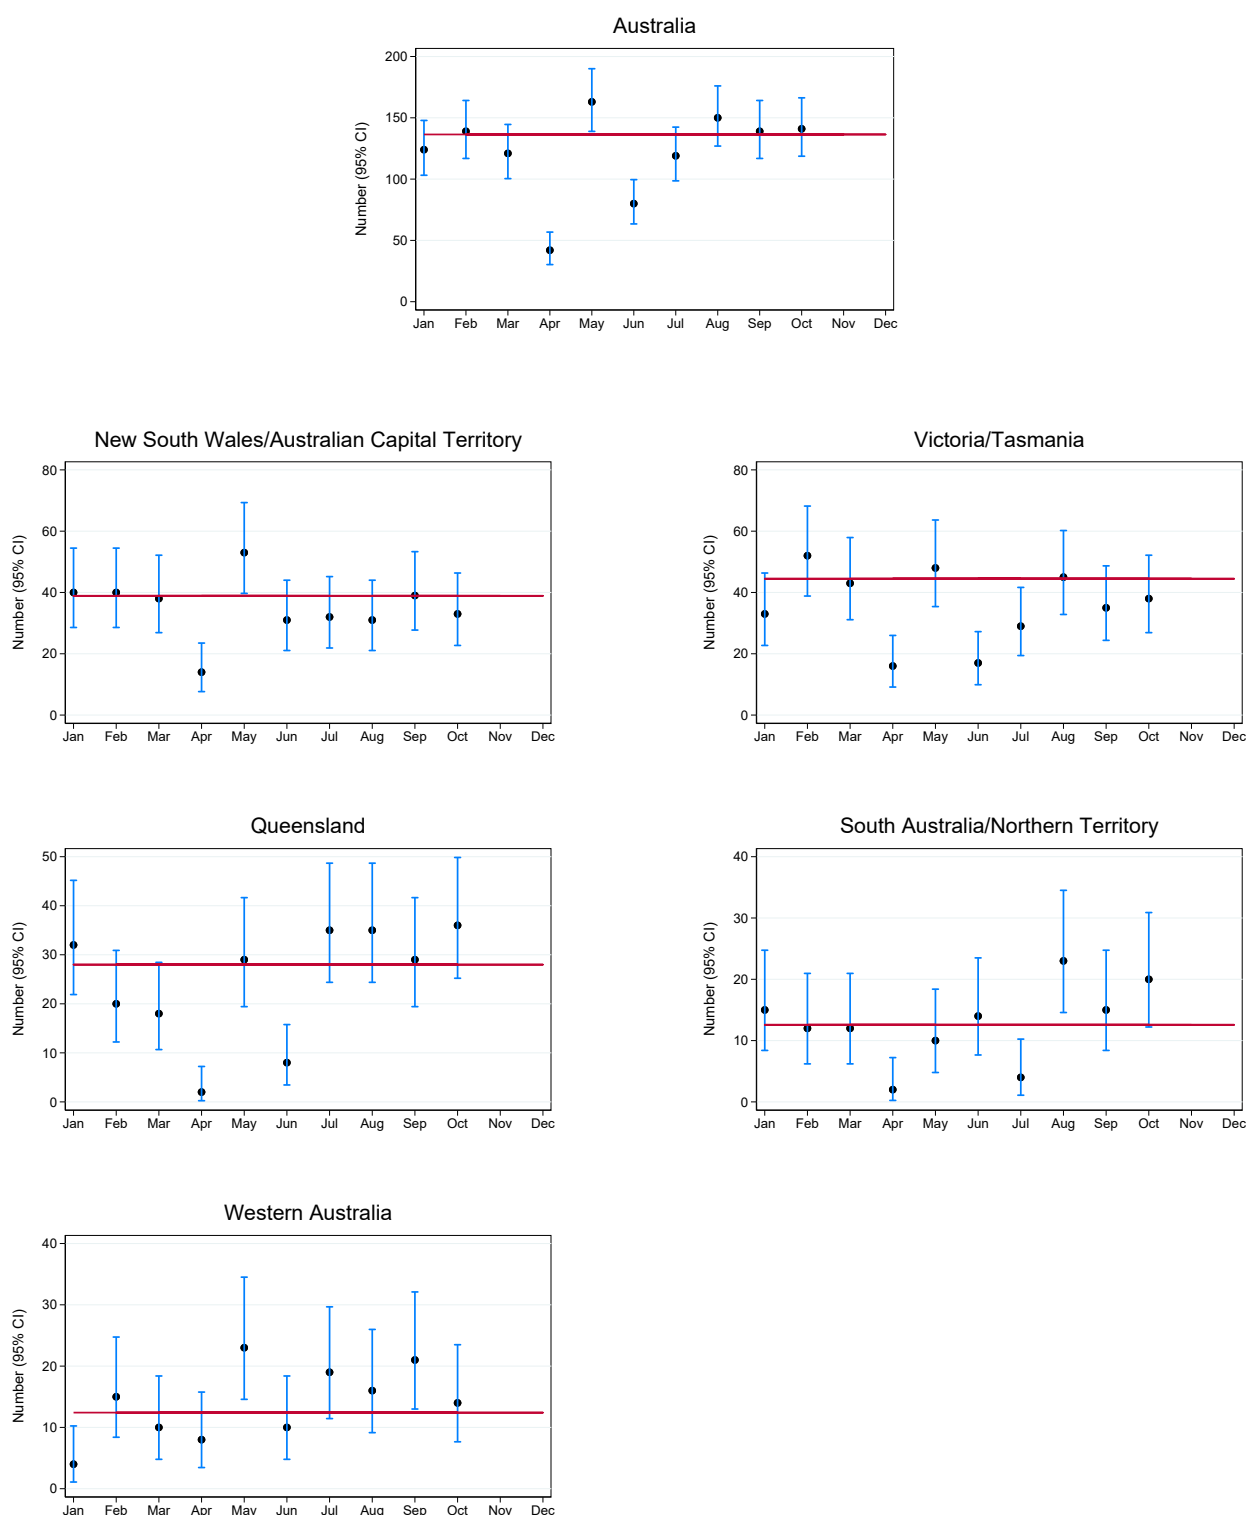 Australia
Number (95% CI)
200
150
100
50
0
Jan Feb Mar Apr May Jun Jul Aug Sep Oct Nov Dec
New South Wales/Australian Capital Territory
Number (95% CI)
80
60
40
20
0
Jan Feb Mar Apr May Jun Jul Aug Sep Oct Nov Dec
Victoria/Tasmania
Number (95% CI)
80
60
40
20
0
Jan Feb Mar Apr May Jun Jul Aug Sep Oct Nov Dec
Queensland
Number (95% CI)
50
40
30
20
10
0
Jan Feb Mar Apr May Jun Jul Aug Sep Oct Nov Dec
South Australia/Northern Territory
Number (95% CI)
40
30
20
10
0
Jan Feb Mar Apr May Jun Jul Aug Sep Oct Nov Dec
Western Australia
Number (95% CI)
40
30
20
10
0
Jan Feb Mar Apr May Jun Jul Aug Sep Oct Nov Dec